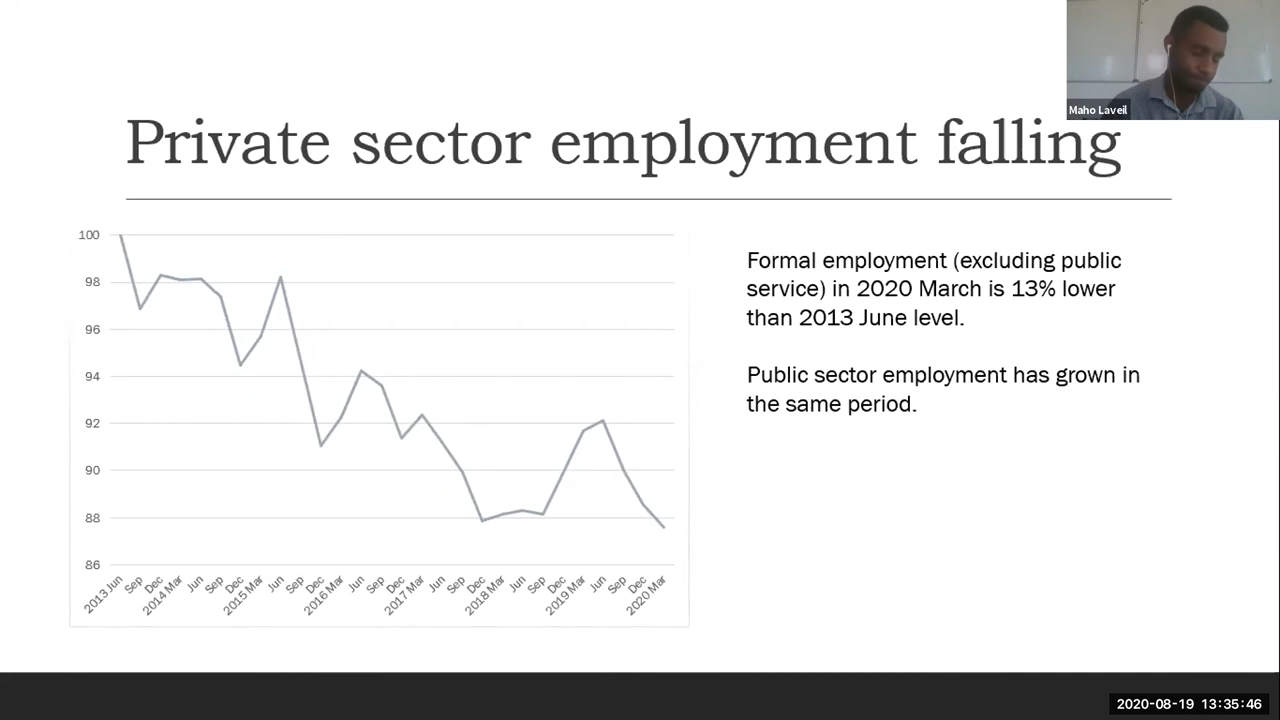 Maho Laveil
Private sector employment falling
100
98
96
94
92
90
88
86
2013 Jun
Sep
Dec
2014 Mar
Jun
Sep
Dec
2015 Mar
Jun
Sep
Dec
2016 Mar
Jun
Sep
Dec
2017 Mar
Jun
Sep
Dec
2018 Mar
Jun
Sep
Dec
2019 Mar
Jun
Sep
Dec
2020 Mar
Formal employment (excluding public
service) in 2020 March is 13% lower
than 2013 June level.
Public sector employment has grown in
the same period.
2020-08-19 13:35:46